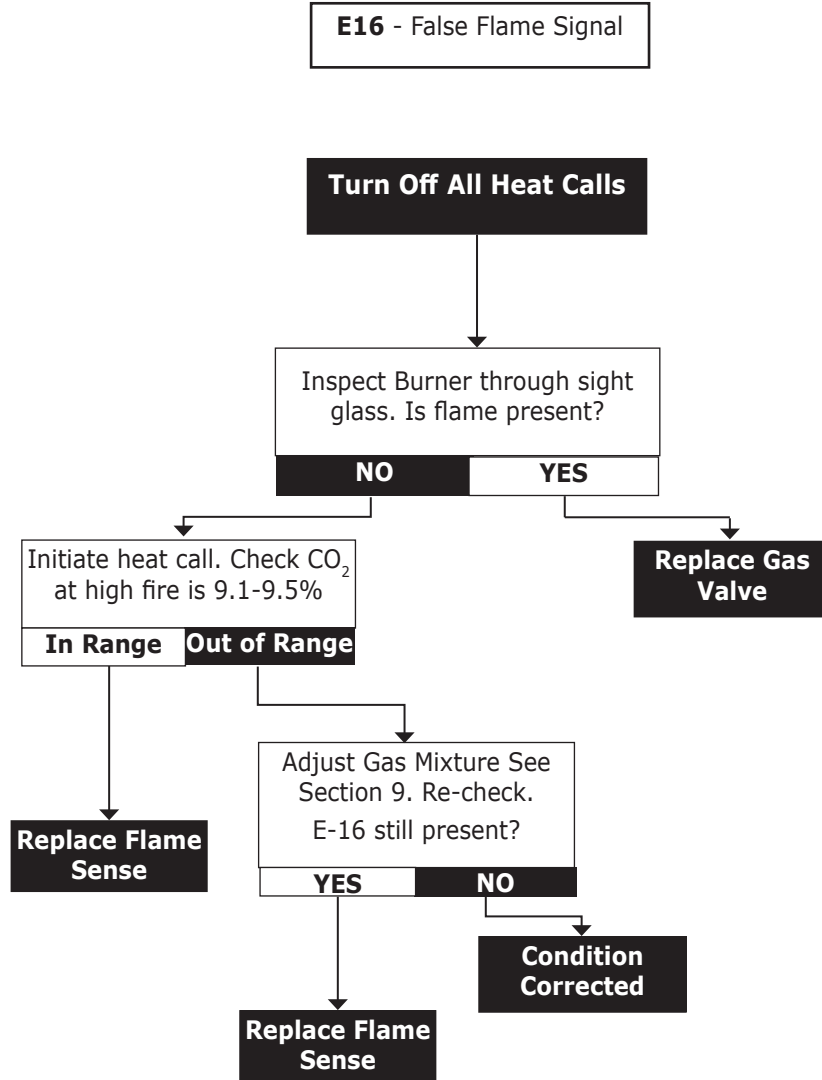 E16 - False Flame Signal
Turn Off All Heat Calls
Inspect Burner through sight
glass. Is flame present?
NO
YES
Initiate heat call. Check CO₂
at high fire is 9.1-9.5%
Replace Gas
Valve
In Range
Out of Range
Adjust Gas Mixture See
Section 9. Re-check.
E-16 still present?
Replace Flame
Sense
YES
NO
Condition
Corrected
Replace Flame
Sense